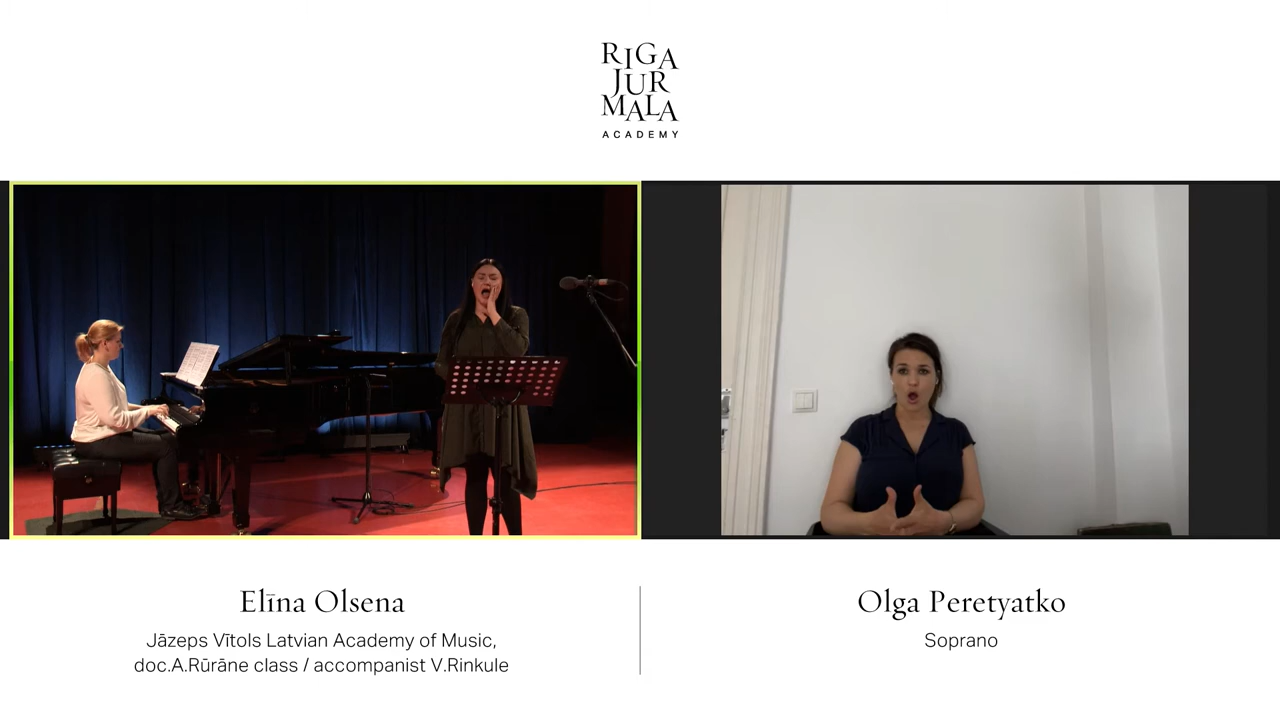 RIGA
JUR
MALA
ACADEMY
Elīna Olsena
Jāzeps Vītols Latvian Academy of Music,
doc.A.Rūrāne class / accompanist V.Rinkule
Olga Peretyatko
Soprano